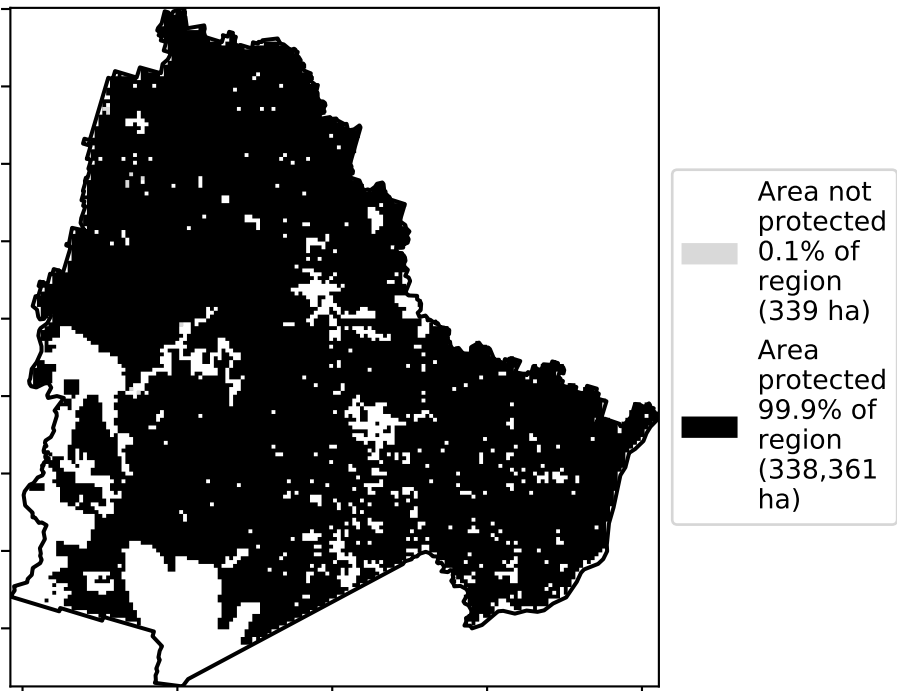 Area not
protected
0.1% of
region
(339 ha)
Area
protected
99.9% of
region
(338,361
ha)